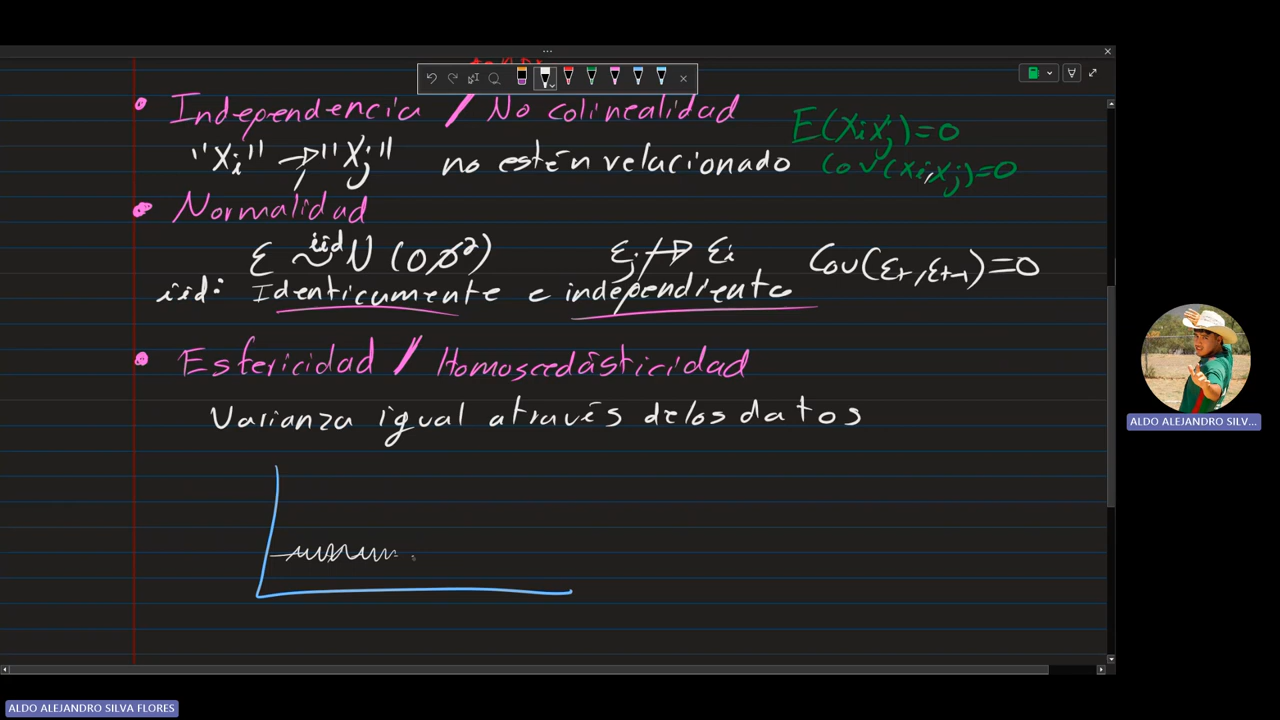 • Independencia / No colinealidad
E(XiXj)=0
"Xi" → "Xj" no estén velacionado
Cov(Xi,Xj)=0
• Normalidad
ε ~iid N (0,σ²) εj ↛ εi Cov(εt,εt-1)=0
iid: Identicamente e independiente
• Esfericidad / Homoscedásticidad
Varianza igual através delos datos
ALDO ALEJANDRO SILV...
ALDO ALEJANDRO SILVA FLORES